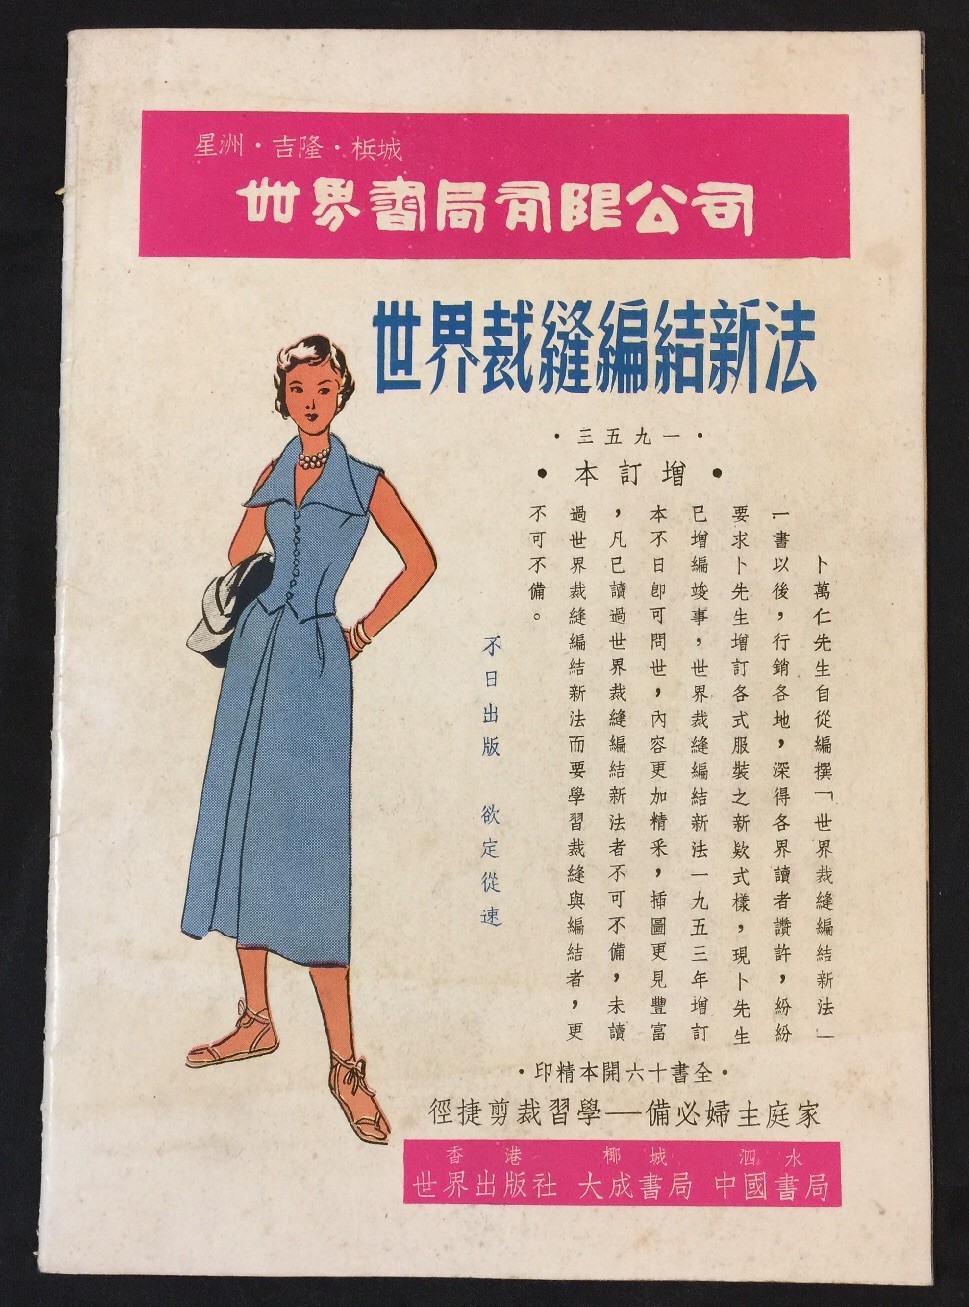 星洲・吉隆・梹城
世界書局有限公司
世界裁縫編結新法
・一九五三・
• 增訂本 •
卜萬仁先生自從編撰「世界裁縫編結新法」
一書以後，行銷各地，深得各界讀者讚許，紛紛
要求卜先生增訂各式服裝之新欵式樣，現卜先生
已增編竣事，世界裁縫編結新法一九五三年增訂
本不日卽可問世，內容更加精釆，揷圖更見豐富
，凡已讀過世界裁縫編結新法者不可不備，未讀
過世界裁縫編結新法而要學習裁縫與編結者，更
不可不備。
不日出版　欲定從速
・全書十六開本精印・
家庭主婦必備——學習裁剪捷徑
香港　椰城　泗水
世界出版社　大成書局　中國書局